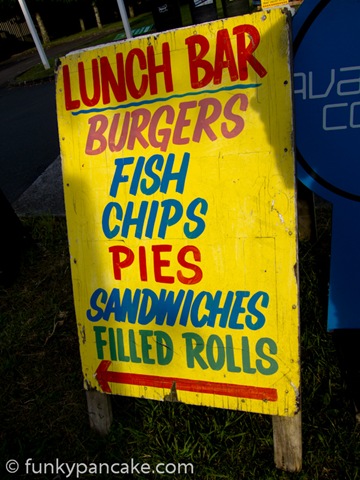 LUNCH BAR
BURGERS
FISH
CHIPS
PIES
SANDWICHES
FILLED ROLLS
© funkypancake.com